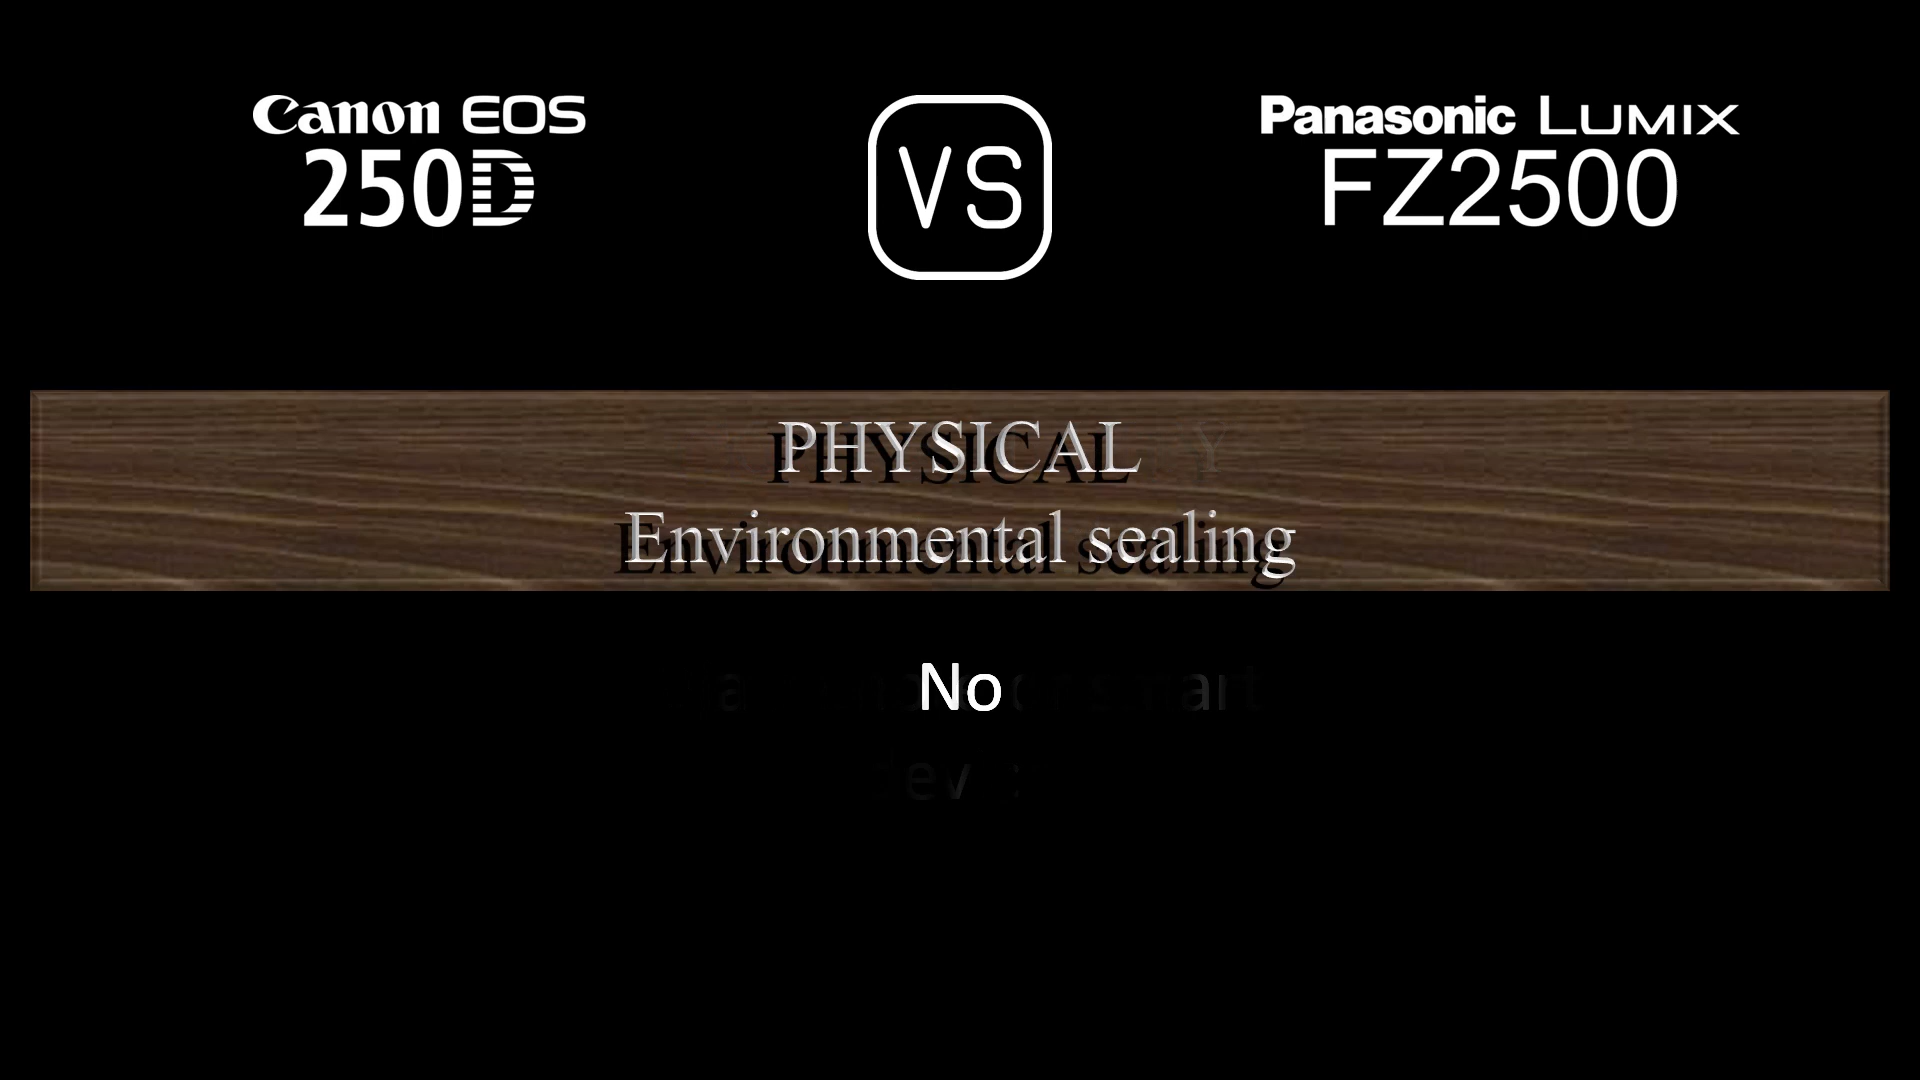 Canon EOS
250D
VS
Panasonic LUMIX
FZ2500
PHYSICAL
Environmental sealing
No